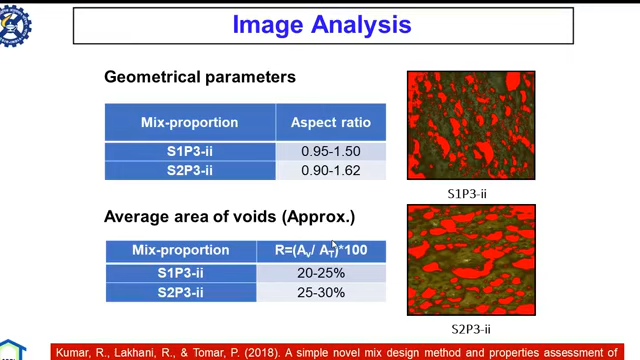 Image Analysis
Geometrical parameters
Mix-proportion Aspect ratio
S1P3-ii 0.95-1.50
S2P3-ii 0.90-1.62
S1P3-ii
Average area of voids (Approx.)
Mix-proportion R=(Av/ AT)*100
S1P3-ii 20-25%
S2P3-ii 25-30%
S2P3-ii
Kumar, R., Lakhani, R., & Tomar, P. (2018). A simple novel mix design method and properties assessment of